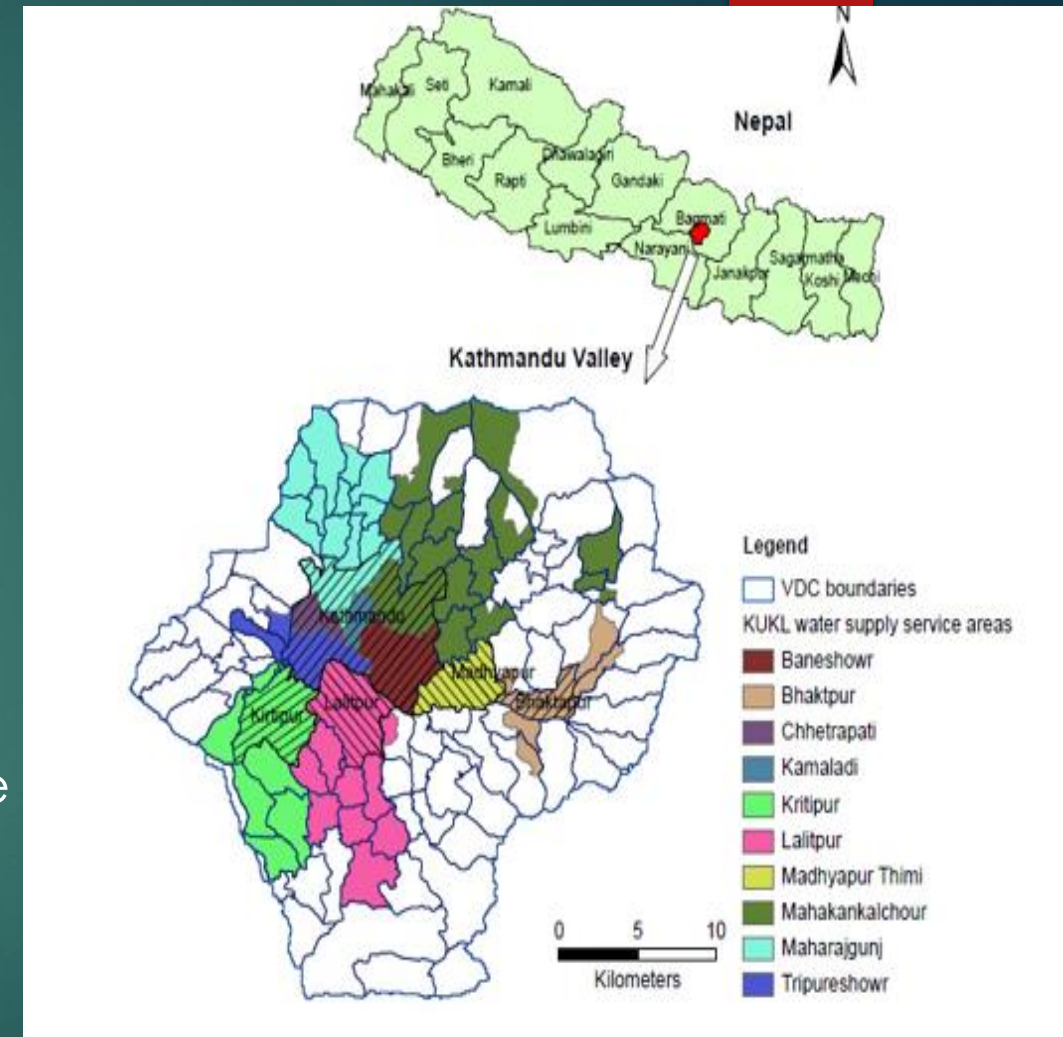 N
Nepal
Mahakali
Seti
Karnali
Bheri
Rapti
Dhawalagiri
Gandaki
Lumbini
Bagmati
Narayani
Janakpur
Sagarmatha
Koshi
Mechi
Kathmandu Valley
Kathmandu
Madhyapur
Bhaktapur
Kirtipur
Lalitpur
Legend
VDC boundaries
KUKL water supply service areas
Baneshowr
Bhaktpur
Chhetrapati
Kamaladi
Kritipur
Lalitpur
Madhyapur Thimi
Mahakankalchour
Maharajgunj
Tripureshowr
0 5 10
Kilometers
e